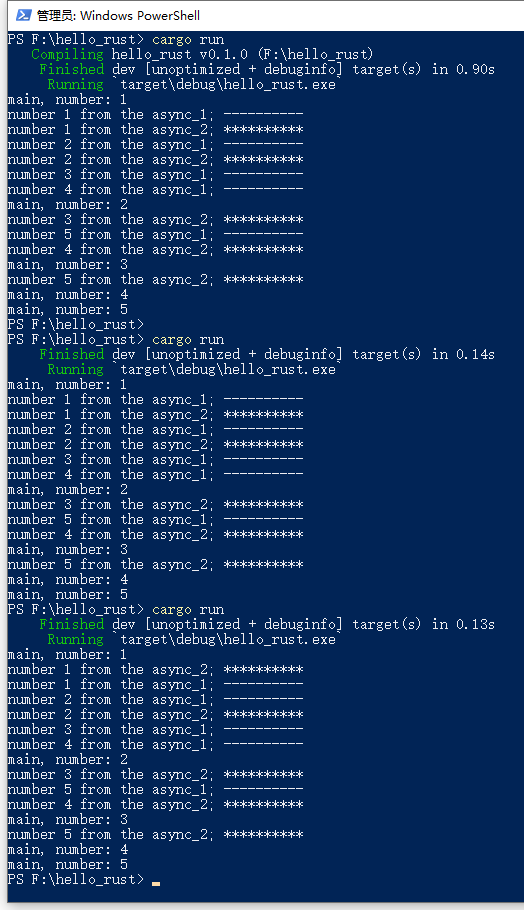 管理员: Windows PowerShell
PS F:\hello_rust> cargo run
   Compiling hello_rust v0.1.0 (F:\hello_rust)
    Finished dev [unoptimized + debuginfo] target(s) in 0.90s
     Running `target\debug\hello_rust.exe`
main, number: 1
number 1 from the async_1; ----------
number 1 from the async_2; **********
number 2 from the async_1; ----------
number 2 from the async_2; **********
number 3 from the async_1; ----------
number 4 from the async_1; ----------
main, number: 2
number 3 from the async_2; **********
number 5 from the async_1; ----------
number 4 from the async_2; **********
main, number: 3
number 5 from the async_2; **********
main, number: 4
main, number: 5
PS F:\hello_rust>
PS F:\hello_rust> cargo run
    Finished dev [unoptimized + debuginfo] target(s) in 0.14s
     Running `target\debug\hello_rust.exe`
main, number: 1
number 1 from the async_1; ----------
number 1 from the async_2; **********
number 2 from the async_1; ----------
number 2 from the async_2; **********
number 3 from the async_1; ----------
number 4 from the async_1; ----------
main, number: 2
number 3 from the async_2; **********
number 5 from the async_1; ----------
number 4 from the async_2; **********
main, number: 3
number 5 from the async_2; **********
main, number: 4
main, number: 5
PS F:\hello_rust> cargo run
    Finished dev [unoptimized + debuginfo] target(s) in 0.13s
     Running `target\debug\hello_rust.exe`
main, number: 1
number 1 from the async_2; **********
number 1 from the async_1; ----------
number 2 from the async_1; ----------
number 2 from the async_2; **********
number 3 from the async_1; ----------
number 4 from the async_1; ----------
main, number: 2
number 3 from the async_2; **********
number 5 from the async_1; ----------
number 4 from the async_2; **********
main, number: 3
number 5 from the async_2; **********
main, number: 4
main, number: 5
PS F:\hello_rust>